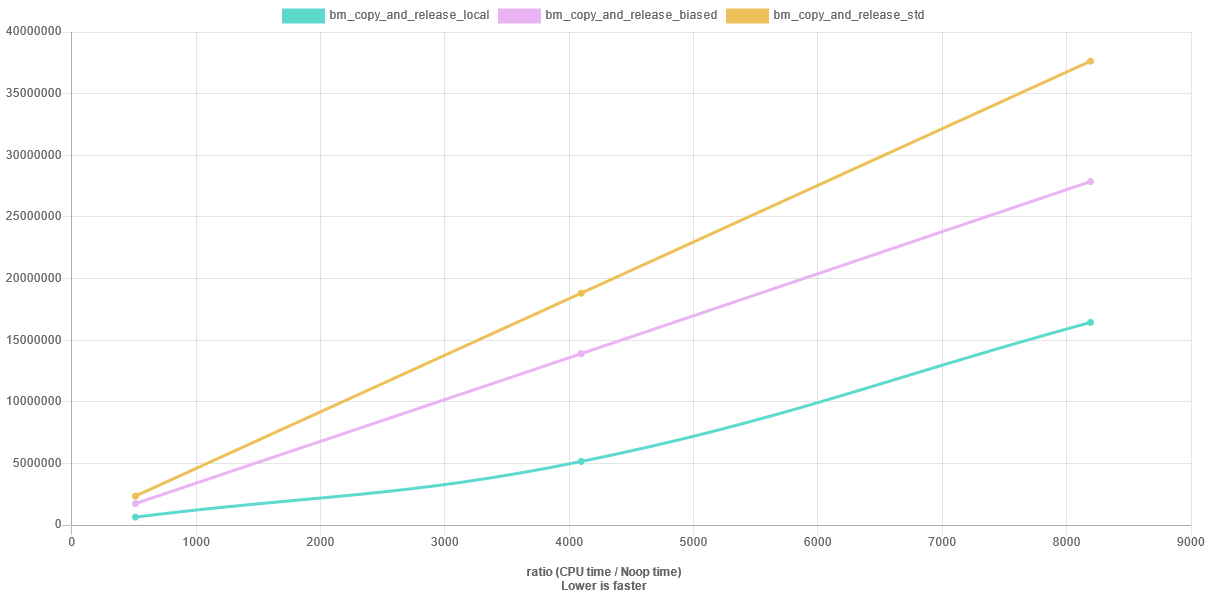 bm_copy_and_release_local bm_copy_and_release_biased bm_copy_and_release_std
40000000
35000000
30000000
25000000
20000000
15000000
10000000
5000000
0
0 1000 2000 3000 4000 5000 6000 7000 8000 9000
ratio (CPU time / Noop time)
Lower is faster